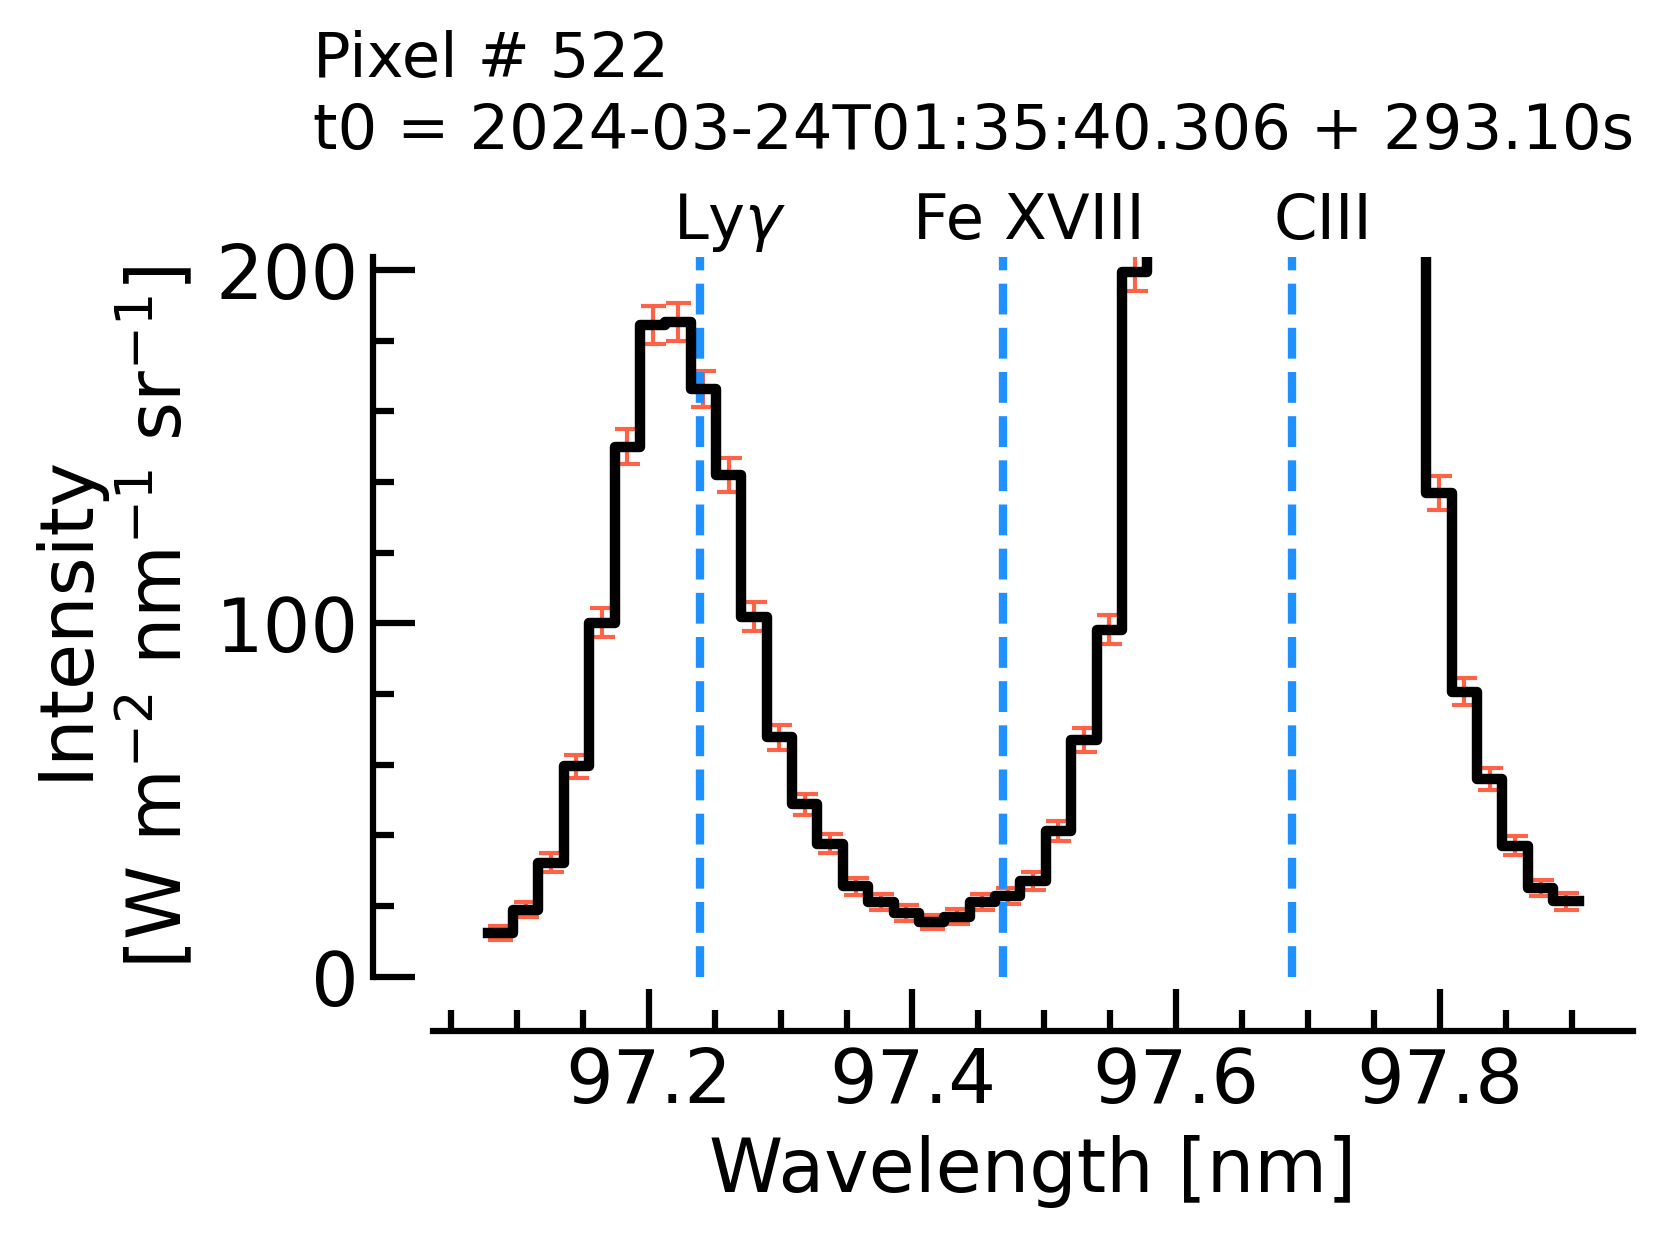 Pixel # 522
t0 = 2024-03-24T01:35:40.306 + 293.10s
Lyγ Fe XVIII CIII
200
100
0
Intensity
[W m⁻² nm⁻¹ sr⁻¹]
97.2 97.4 97.6 97.8
Wavelength [nm]